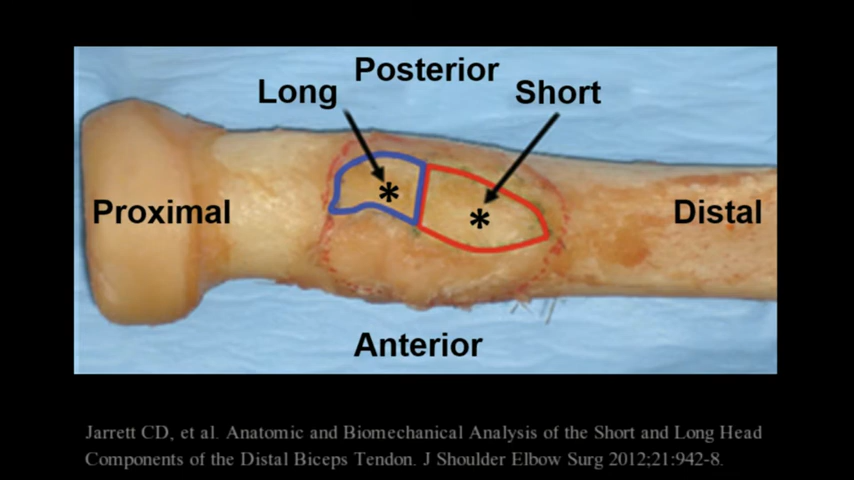 Posterior
Long
Short
*
*
Proximal
Distal
Anterior
Jarrett CD, et al. Anatomic and Biomechanical Analysis of the Short and Long Head
Components of the Distal Biceps Tendon. J Shoulder Elbow Surg 2012;21:942-8.